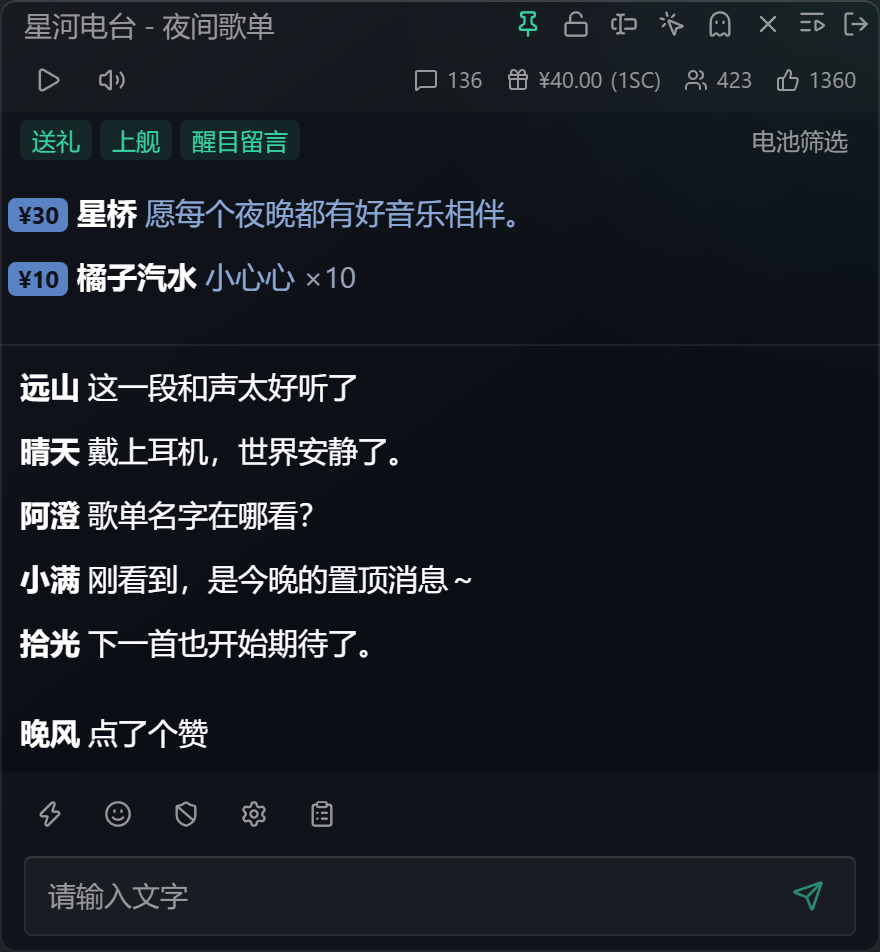 星河电台 - 夜间歌单
136 ¥40.00 (1SC) 423 1360
送礼 上舰 醒目留言 电池筛选
¥30 星桥 愿每个夜晚都有好音乐相伴。
¥10 橘子汽水 小心心 ×10
远山 这一段和声太好听了
晴天 戴上耳机，世界安静了。
阿澄 歌单名字在哪看？
小满 刚看到，是今晚的置顶消息～
拾光 下一首也开始期待了。
晚风 点了个赞
请输入文字